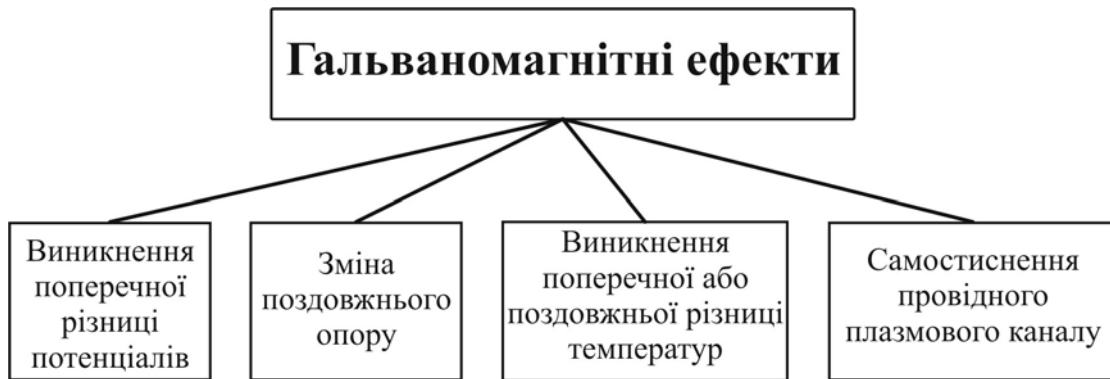 Гальваномагнітні ефекти
Виникнення
поперечної
різниці
потенціалів
Зміна
поздовжнього
опору
Виникнення
поперечної або
поздовжньої різниці
температур
Самостиснення
провідного
плазмового каналу